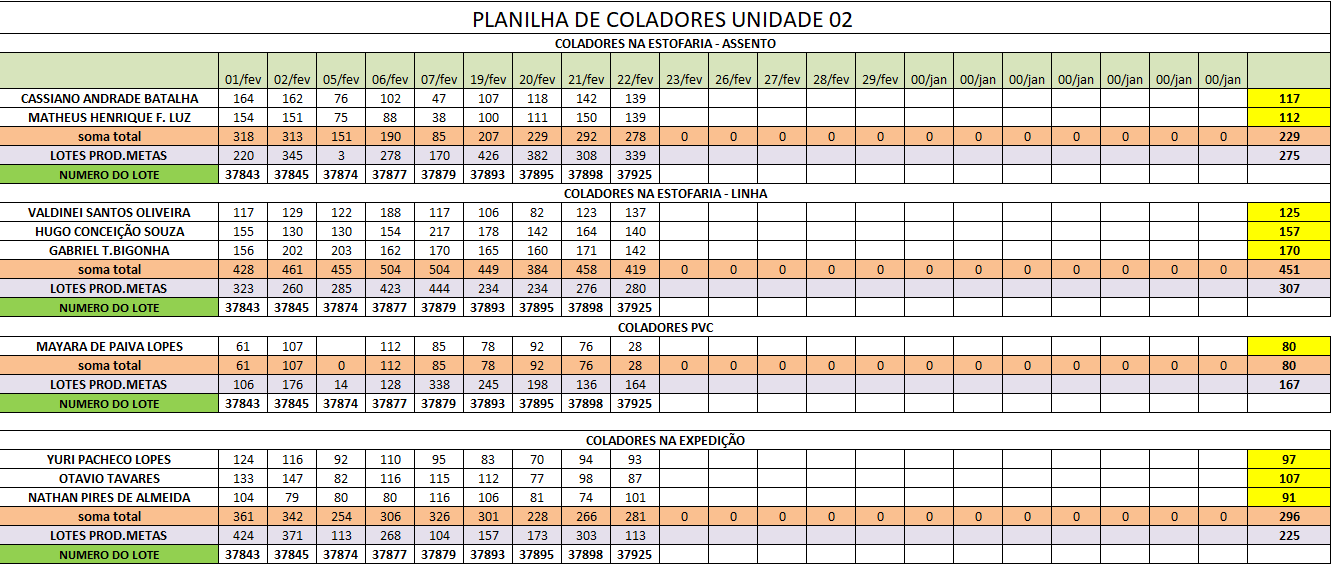 PLANILHA DE COLADORES UNIDADE 02
COLADORES NA ESTOFARIA - ASSENTO
01/fev 02/fev 05/fev 06/fev 07/fev 19/fev 20/fev 21/fev 22/fev 23/fev 26/fev 27/fev 28/fev 29/fev 00/jan 00/jan 00/jan 00/jan 00/jan 00/jan 00/jan
CASSIANO ANDRADE BATALHA 164 162 76 102 47 107 118 142 139 117
MATHEUS HENRIQUE F. LUZ 154 151 75 88 38 100 111 150 139 112
soma total 318 313 151 190 85 207 229 292 278 0 0 0 0 0 0 0 0 0 0 0 0 229
LOTES PROD.METAS 220 345 3 278 170 426 382 308 339 275
NUMERO DO LOTE 37843 37845 37874 37877 37879 37893 37895 37898 37925
COLADORES NA ESTOFARIA - LINHA
VALDINEI SANTOS OLIVEIRA 117 129 122 188 117 106 82 123 137 125
HUGO CONCEIÇÃO SOUZA 155 130 130 154 217 178 142 164 140 157
GABRIEL T.BIGONHA 156 202 203 162 170 165 160 171 142 170
soma total 428 461 455 504 504 449 384 458 419 0 0 0 0 0 0 0 0 0 0 0 0 451
LOTES PROD.METAS 323 260 285 423 444 234 234 276 280 307
NUMERO DO LOTE 37843 37845 37874 37877 37879 37893 37895 37898 37925
COLADORES PVC
MAYARA DE PAIVA LOPES 61 107 112 85 78 92 76 28 80
soma total 61 107 0 112 85 78 92 76 28 0 0 0 0 0 0 0 0 0 0 0 0 80
LOTES PROD.METAS 106 176 14 128 338 245 198 136 164 167
NUMERO DO LOTE 37843 37845 37874 37877 37879 37893 37895 37898 37925
COLADORES NA EXPEDIÇÃO
YURI PACHECO LOPES 124 116 92 110 95 83 70 94 93 97
OTAVIO TAVARES 133 147 82 116 115 112 77 98 87 107
NATHAN PIRES DE ALMEIDA 104 79 80 80 116 106 81 74 101 91
soma total 361 342 254 306 326 301 228 266 281 0 0 0 0 0 0 0 0 0 0 0 0 296
LOTES PROD.METAS 424 371 113 268 104 157 173 303 113 225
NUMERO DO LOTE 37843 37845 37874 37877 37879 37893 37895 37898 37925